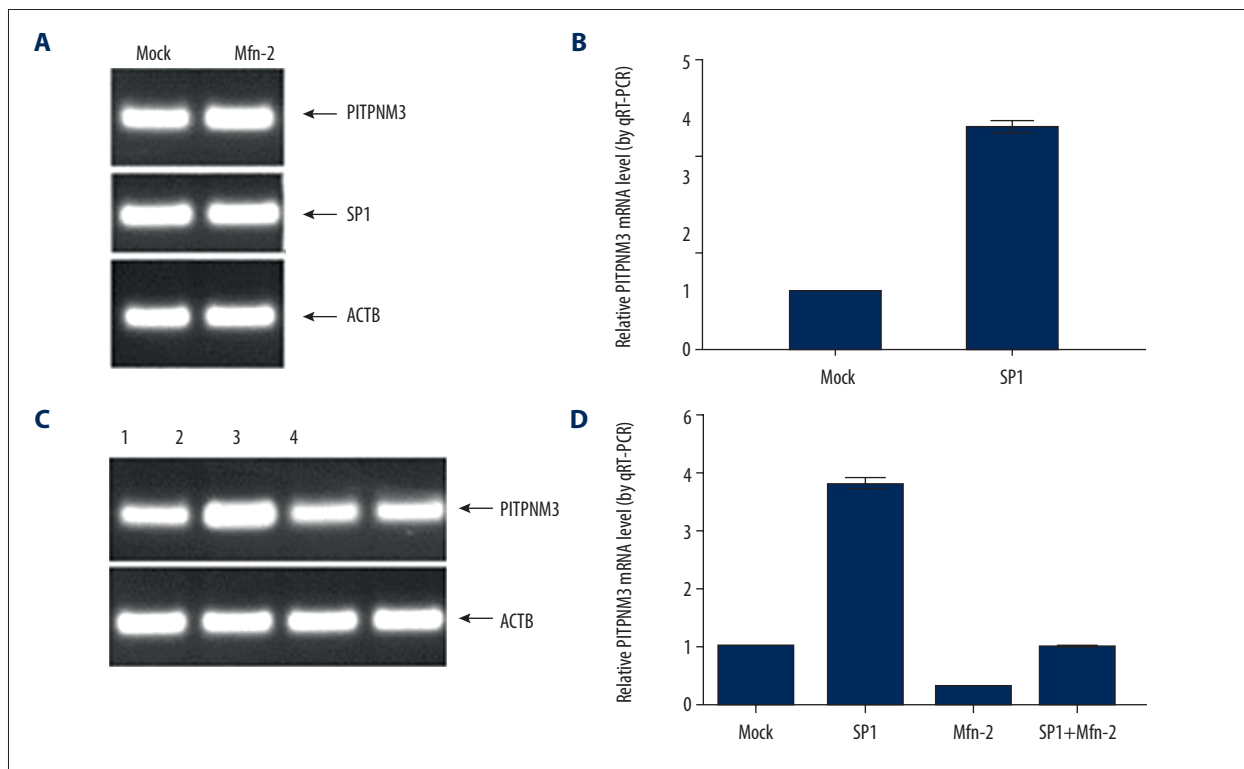 A
Mock Mfn-2
PITPNM3
SP1
ACTB
B
Relative PITPNM3 mRNA level (by qRT-PCR)
5
4
3
2
1
0
Mock SP1
C
1 2 3 4
PITPNM3
ACTB
D
Relative PITPNM3 mRNA level (by qRT-PCR)
6
5
4
3
2
1
0
Mock SP1 Mfn-2 SP1+Mfn-2